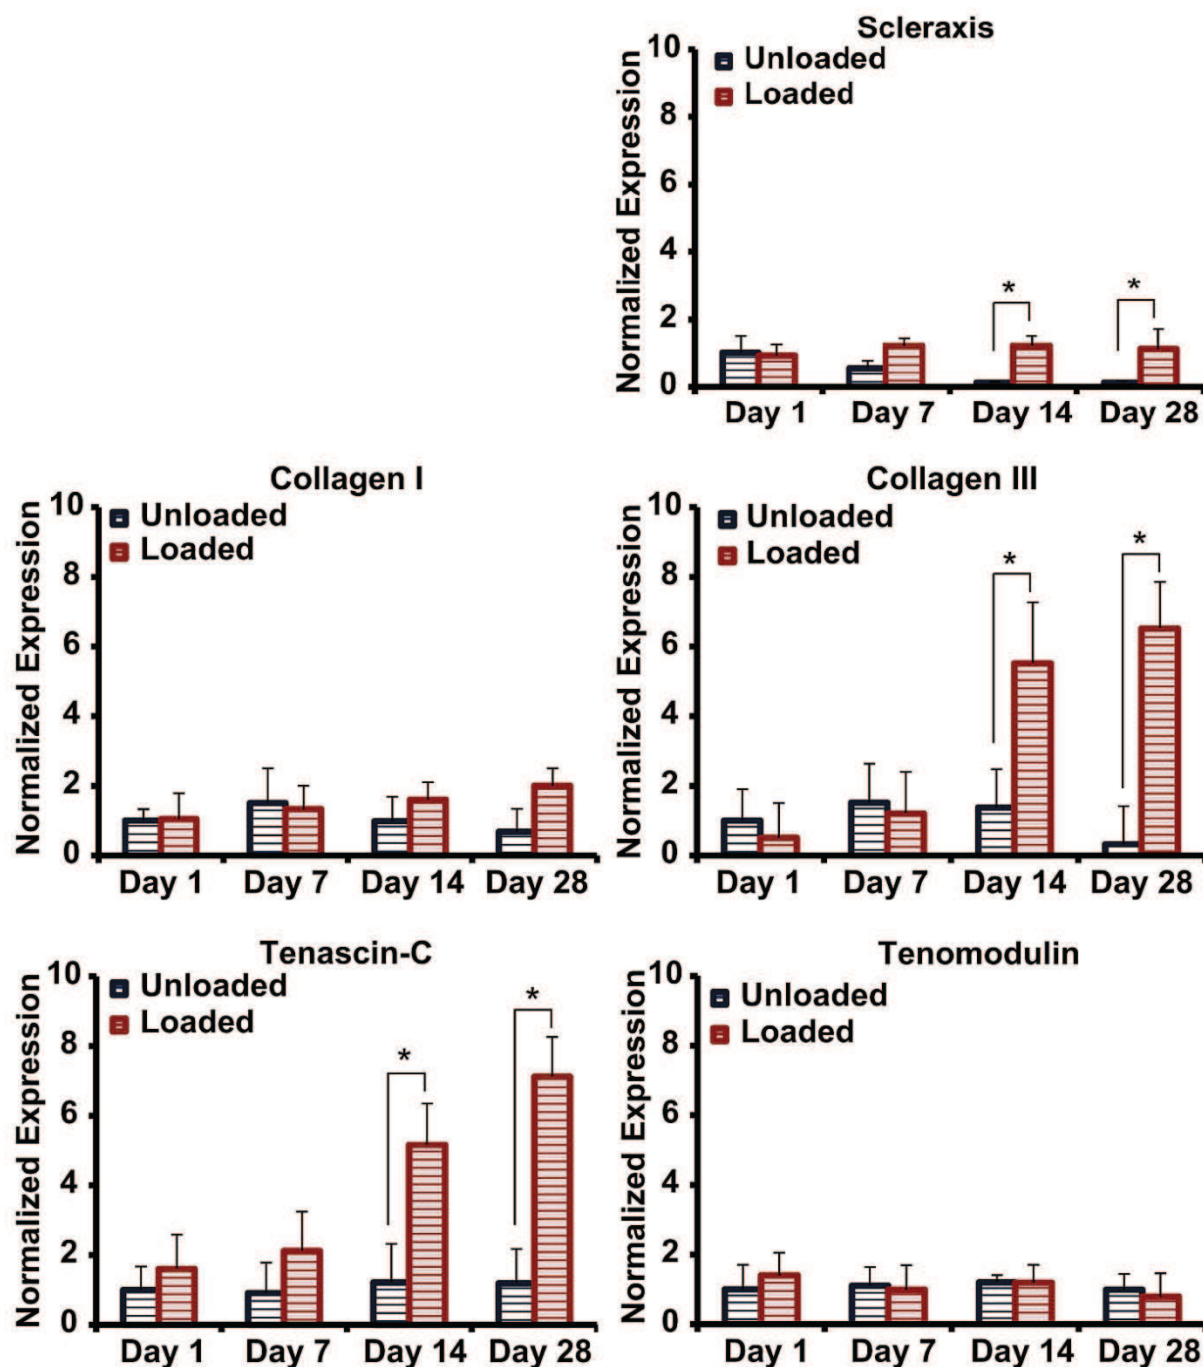 Scleraxis
Normalized Expression
10
8
6
4
2
0
Unloaded
Loaded
*
*
Day 1
Day 7
Day 14
Day 28
Collagen I
Normalized Expression
10
8
6
4
2
0
Unloaded
Loaded
Day 1
Day 7
Day 14
Day 28
Collagen III
Normalized Expression
10
8
6
4
2
0
Unloaded
Loaded
*
*
Day 1
Day 7
Day 14
Day 28
Tenascin-C
Normalized Expression
10
8
6
4
2
0
Unloaded
Loaded
*
*
Day 1
Day 7
Day 14
Day 28
Tenomodulin
Normalized Expression
10
8
6
4
2
0
Unloaded
Loaded
Day 1
Day 7
Day 14
Day 28